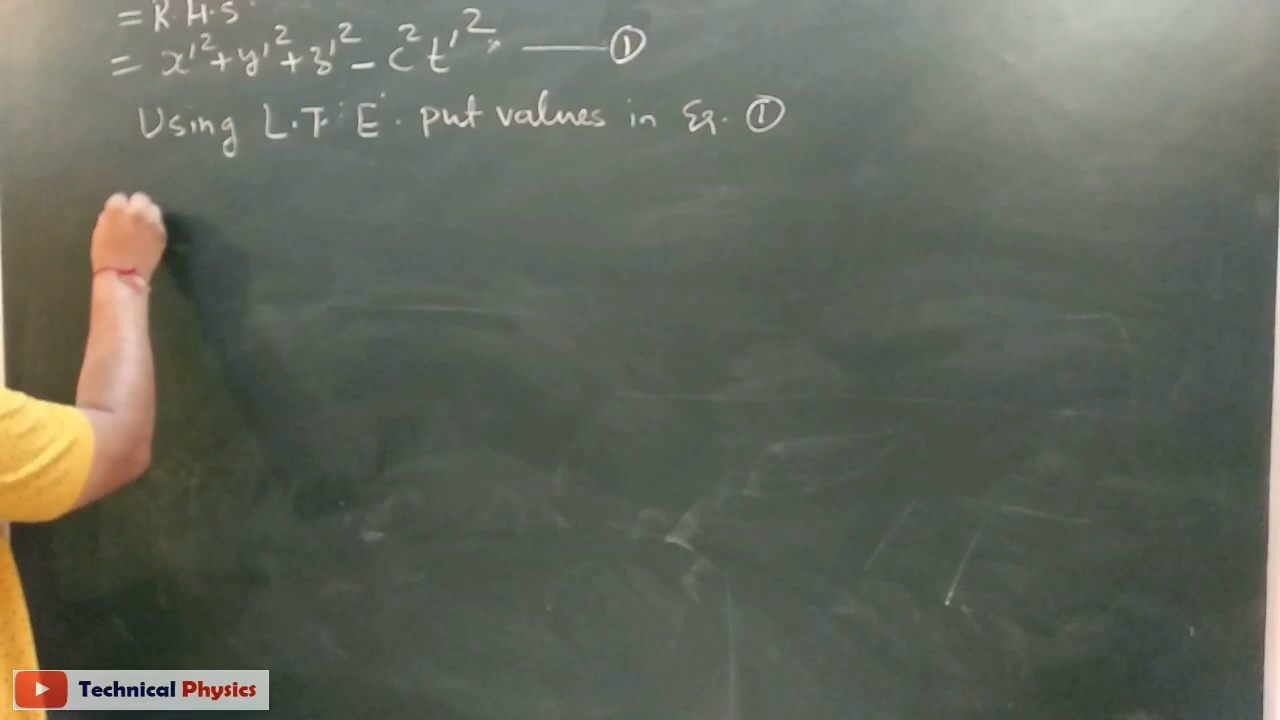 = R.H.S.
= x'² + y'² + z'² - c²t'² —— ①
Using L.T.E. put values in Eq. ①
Technical Physics